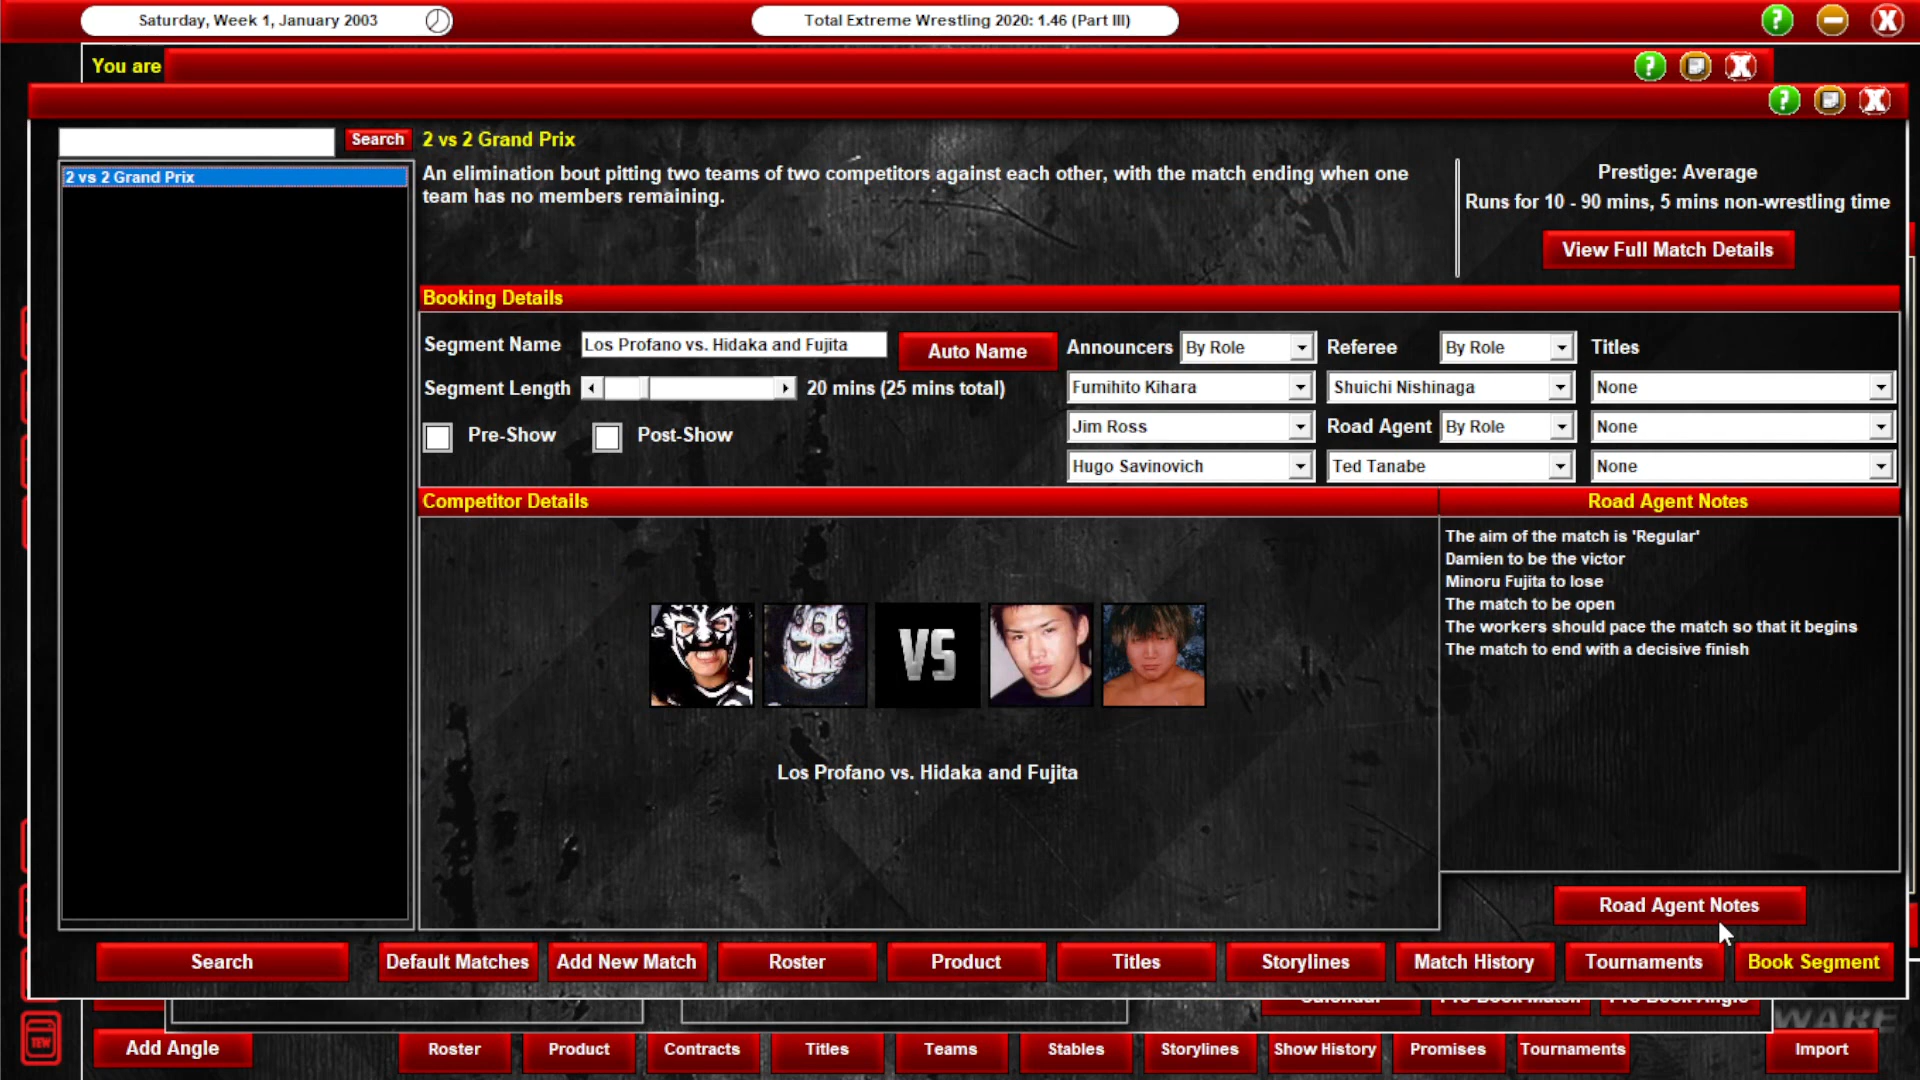 Saturday, Week 1, January 2003
Total Extreme Wrestling 2020: 1.46 (Part III)
You are
Search
2 vs 2 Grand Prix
2 vs 2 Grand Prix
An elimination bout pitting two teams of two competitors against each other, with the match ending when one
team has no members remaining.
Prestige: Average
Runs for 10 - 90 mins, 5 mins non-wrestling time
View Full Match Details
Booking Details
Segment Name
Los Profano vs. Hidaka and Fujita
Auto Name
Announcers
By Role
Referee
By Role
Titles
Segment Length
20 mins (25 mins total)
Fumihito Kihara
Shuichi Nishinaga
None
Pre-Show
Post-Show
Jim Ross
Road Agent
By Role
None
Hugo Savinovich
Ted Tanabe
None
Competitor Details
Road Agent Notes
The aim of the match is 'Regular'
Damien to be the victor
Minoru Fujita to lose
The match to be open
The workers should pace the match so that it begins
The match to end with a decisive finish
VS
Los Profano vs. Hidaka and Fujita
Road Agent Notes
Search
Default Matches
Add New Match
Roster
Product
Titles
Storylines
Match History
Tournaments
Book Segment
Calendar
Pre Book Match
Pre Book Angle
WARE
TEW
Add Angle
Roster
Product
Contracts
Titles
Teams
Stables
Storylines
Show History
Promises
Tournaments
Import